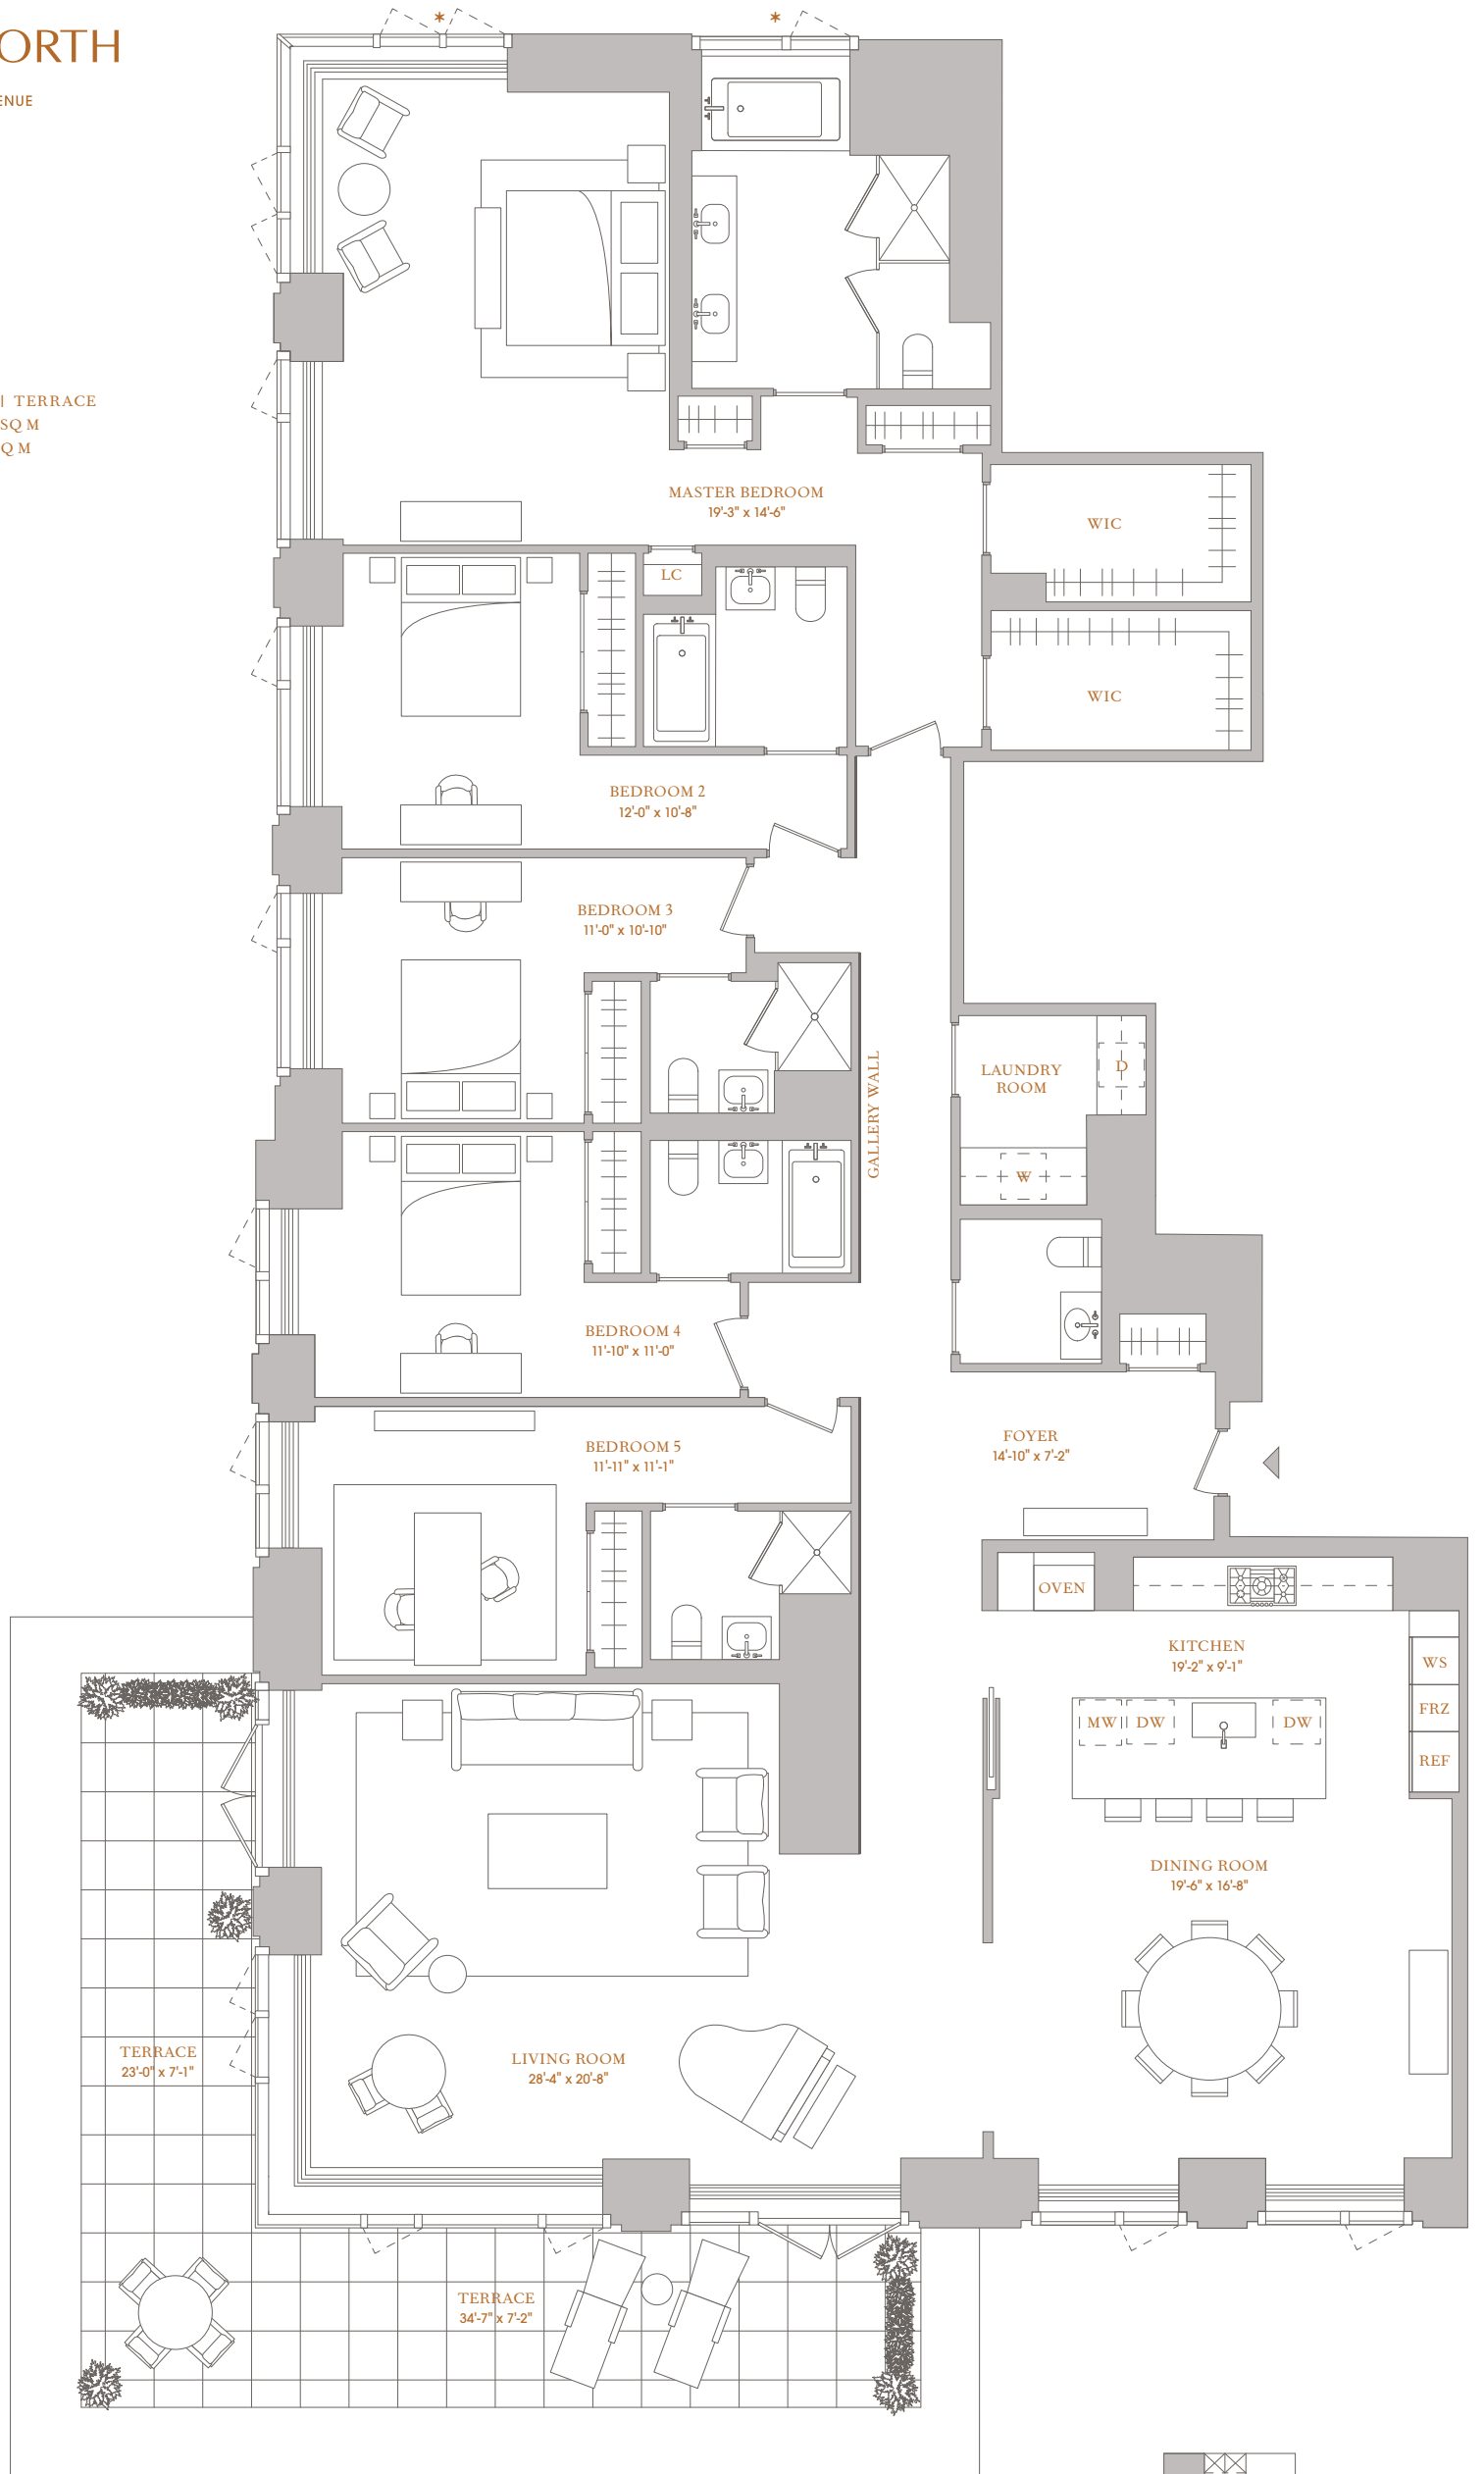 ORTH
ENUE
| TERRACE
SQ M
Q M
*
*
MASTER BEDROOM
19'-3" x 14'-6"
WIC
LC
WIC
BEDROOM 2
12'-0" x 10'-8"
BEDROOM 3
11'-0" x 10'-10"
GALLERY WALL
LAUNDRY
ROOM
D
W
BEDROOM 4
11'-10" x 11'-0"
BEDROOM 5
11'-11" x 11'-1"
FOYER
14'-10" x 7'-2"
OVEN
KITCHEN
19'-2" x 9'-1"
WS
FRZ
REF
MW
DW
DW
DINING ROOM
19'-6" x 16'-8"
TERRACE
23'-0" x 7'-1"
LIVING ROOM
28'-4" x 20'-8"
TERRACE
34'-7" x 7'-2"